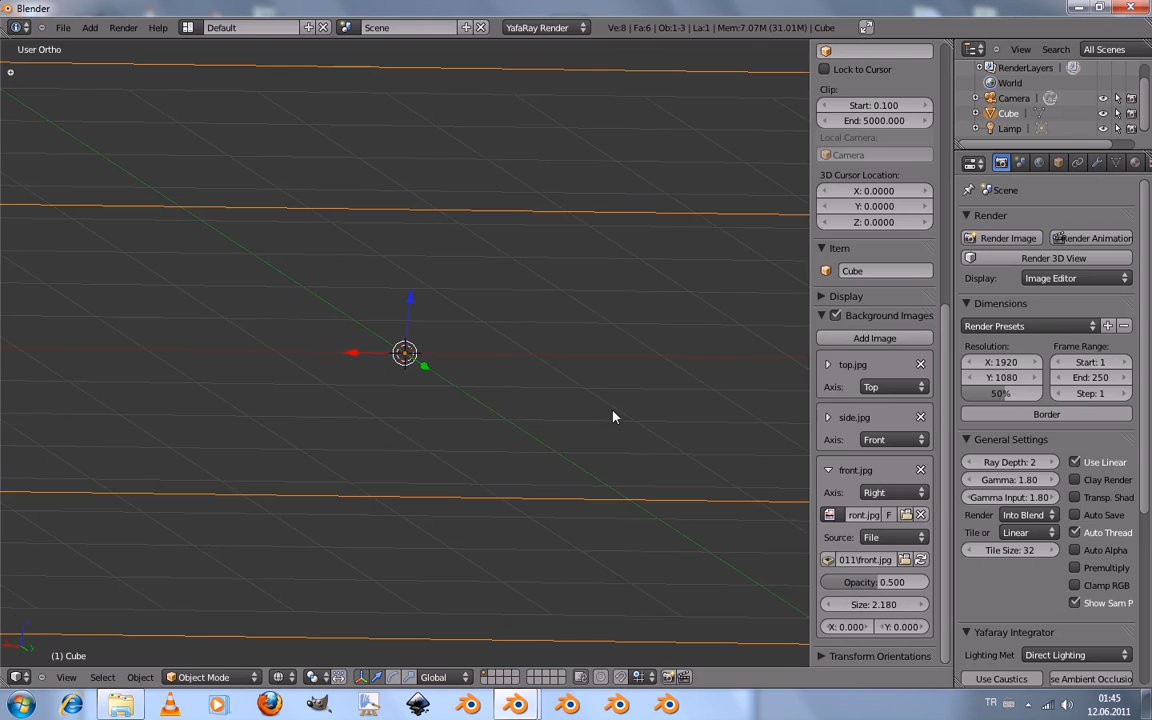 Blender
File
Add
Render
Help
Default
Scene
YafaRay Render
Ve:8 | Fa:6 | Ob:1-3 | La:1 | Mem:7.07M (31.01M) | Cube
User Ortho
Lock to Cursor
Clip:
Start: 0.100
End: 5000.000
Local Camera:
Camera
3D Cursor Location:
X: 0.0000
Y: 0.0000
Z: 0.0000
Item
Cube
Display
Background Images
Add Image
top.jpg
Axis:
Top
side.jpg
Axis:
Front
front.jpg
Axis:
Right
ront.jpg
F
Source:
File
011\front.jpg
Opacity: 0.500
Size: 2.180
X: 0.000
Y: 0.000
Transform Orientations
View
Search
All Scenes
RenderLayers
World
Camera
Cube
Lamp
Scene
Render
Render Image
Render Animation
Render 3D View
Display:
Image Editor
Dimensions
Render Presets
Resolution:
Frame Range:
X: 1920
Start: 1
Y: 1080
End: 250
50%
Step: 1
Border
General Settings
Ray Depth: 2
Use Linear
Gamma: 1.80
Clay Render
Gamma Input: 1.80
Transp. Shad
Render
Into Blend
Auto Save
Tile or
Linear
Auto Thread
Tile Size: 32
Auto Alpha
Premultiply
Clamp RGB
Show Sam P
Yafaray Integrator
Lighting Met
Direct Lighting
Use Caustics
se Ambient Occlusio
(1) Cube
View
Select
Object
Object Mode
Global
TR
01:45
12.06.2011